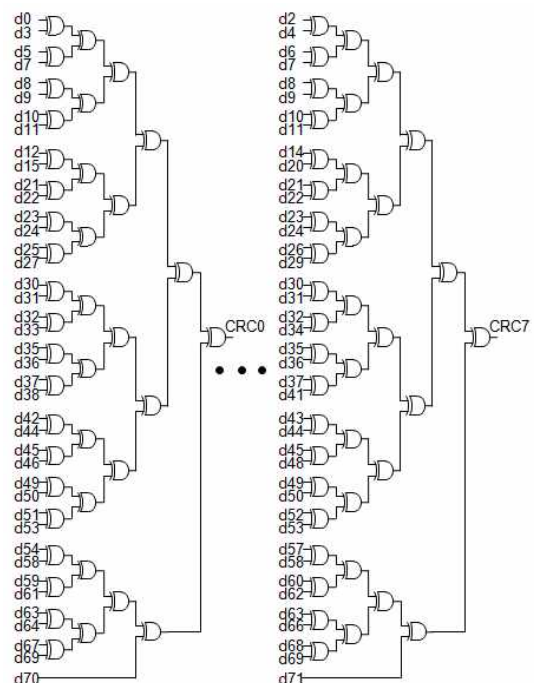 d0
d3
d5
d7
d8
d9
d10
d11
d12
d15
d21
d22
d23
d24
d25
d27
d30
d31
d32
d33
d35
d36
d37
d38
d42
d44
d45
d46
d49
d50
d51
d53
d54
d58
d59
d61
d63
d64
d67
d69
d70
CRC0
d2
d4
d6
d7
d8
d9
d10
d11
d14
d20
d21
d22
d23
d24
d26
d29
d30
d31
d32
d34
d35
d36
d37
d41
d43
d44
d45
d48
d49
d50
d52
d53
d57
d58
d60
d62
d63
d66
d68
d69
d71
CRC7